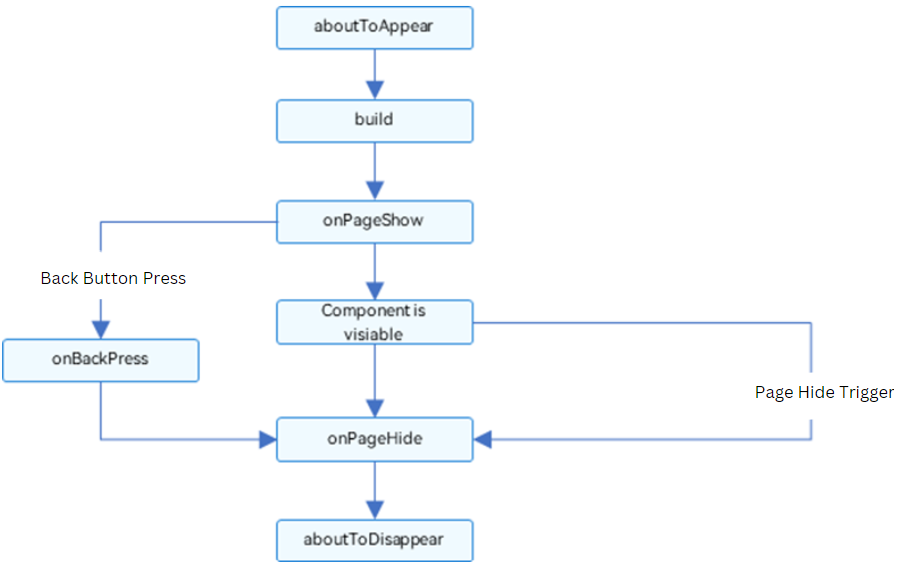 aboutToAppear
build
onPageShow
Back Button Press
Component is
visiable
onBackPress
Page Hide Trigger
onPageHide
aboutToDisappear